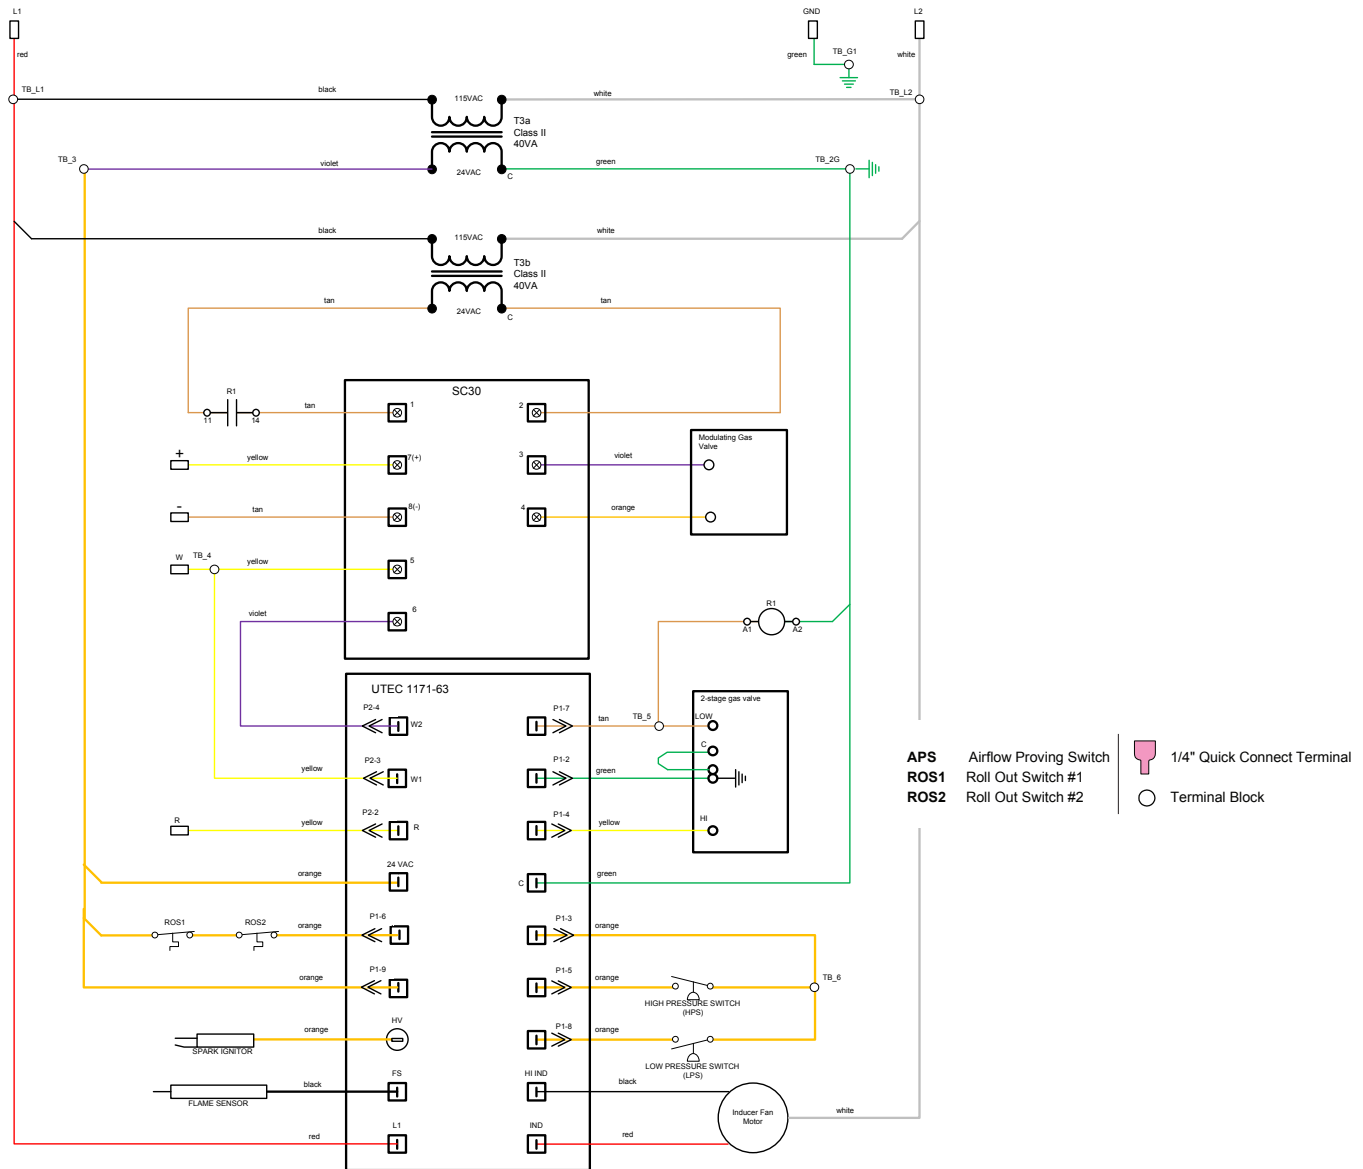 L1
GND
L2
red
green
TB_G1
white
TB_L1
black
115VAC
white
TB_L2
T3a
Class II
40VA
TB_3
violet
24VAC
C
green
TB_2G
black
115VAC
white
T3b
Class II
40VA
tan
24VAC
C
tan
SC30
R1
11
14
tan
1
2
+
yellow
7(+)
3
violet
Modulating Gas
Valve
-
tan
8(-)
4
orange
W
TB_4
yellow
5
violet
6
R1
A1
A2
UTEC 1171-63
2-stage gas valve
P2-4
W2
P1-7
tan
TB_5
LOW
C
yellow
P2-3
W1
P1-2
green
R
yellow
P2-2
R
P1-4
yellow
HI
APS Airflow Proving Switch
ROS1 Roll Out Switch #1
ROS2 Roll Out Switch #2
1/4" Quick Connect Terminal
Terminal Block
orange
24 VAC
C
green
ROS1
ROS2
orange
P1-6
P1-3
orange
orange
P1-9
P1-5
orange
TB_6
HIGH PRESSURE SWITCH
(HPS)
SPARK IGNITOR
orange
HV
P1-8
orange
LOW PRESSURE SWITCH
(LPS)
FLAME SENSOR
black
FS
HI IND
black
Inducer Fan
Motor
white
red
L1
IND
red